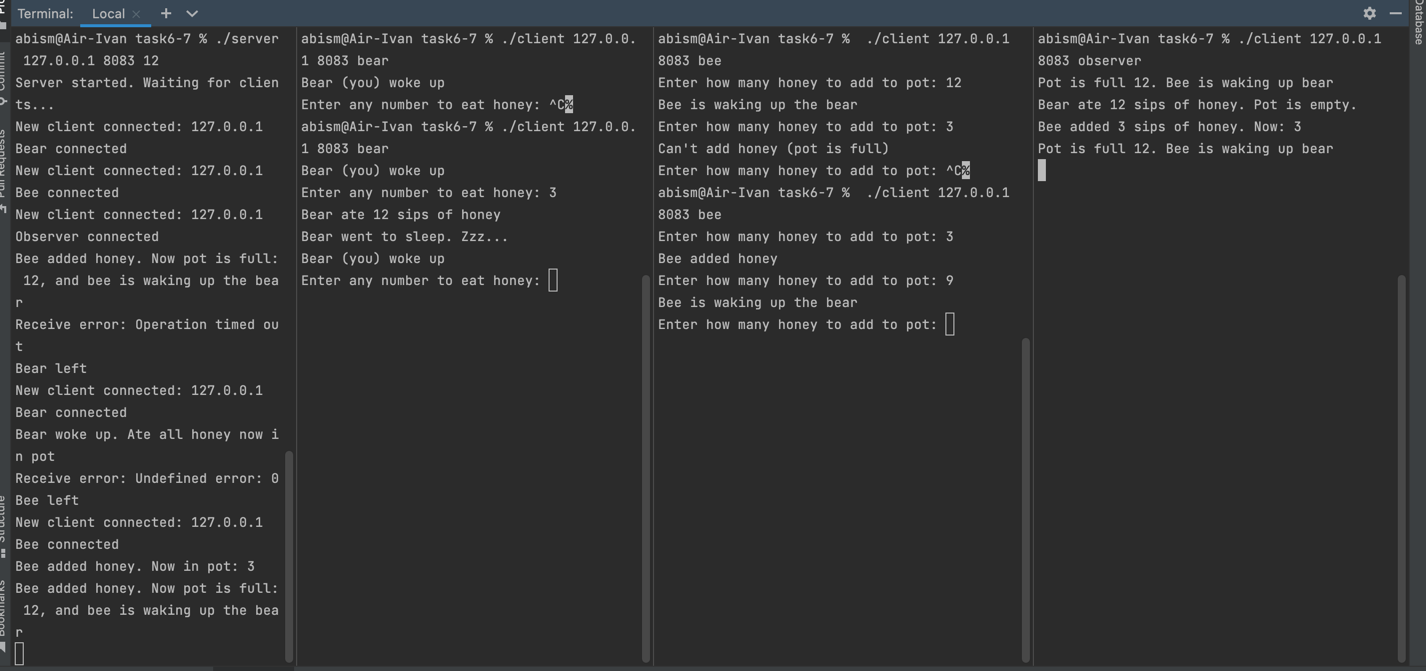 Terminal:
Local
Database
Commit
Pull Requests
Structure
Bookmarks
abism@Air-Ivan task6-7 % ./server
127.0.0.1 8083 12
Server started. Waiting for clien
ts...
New client connected: 127.0.0.1
Bear connected
New client connected: 127.0.0.1
Bee connected
New client connected: 127.0.0.1
Observer connected
Bee added honey. Now pot is full:
12, and bee is waking up the bea
r
Receive error: Operation timed ou
t
Bear left
New client connected: 127.0.0.1
Bear connected
Bear woke up. Ate all honey now i
n pot
Receive error: Undefined error: 0
Bee left
New client connected: 127.0.0.1
Bee connected
Bee added honey. Now in pot: 3
Bee added honey. Now pot is full:
12, and bee is waking up the bea
r
abism@Air-Ivan task6-7 % ./client 127.0.0.
1 8083 bear
Bear (you) woke up
Enter any number to eat honey: ^C%
abism@Air-Ivan task6-7 % ./client 127.0.0.
1 8083 bear
Bear (you) woke up
Enter any number to eat honey: 3
Bear ate 12 sips of honey
Bear went to sleep. Zzz...
Bear (you) woke up
Enter any number to eat honey:
abism@Air-Ivan task6-7 %  ./client 127.0.0.1
8083 bee
Enter how many honey to add to pot: 12
Bee is waking up the bear
Enter how many honey to add to pot: 3
Can't add honey (pot is full)
Enter how many honey to add to pot: ^C%
abism@Air-Ivan task6-7 %  ./client 127.0.0.1
8083 bee
Enter how many honey to add to pot: 3
Bee added honey
Enter how many honey to add to pot: 9
Bee is waking up the bear
Enter how many honey to add to pot:
abism@Air-Ivan task6-7 % ./client 127.0.0.1
8083 observer
Pot is full 12. Bee is waking up bear
Bear ate 12 sips of honey. Pot is empty.
Bee added 3 sips of honey. Now: 3
Pot is full 12. Bee is waking up bear